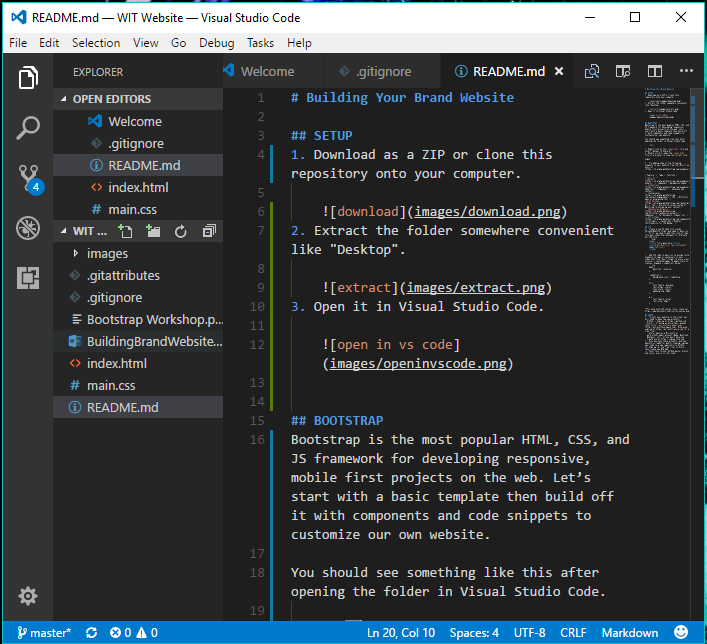 README.md — WIT Website — Visual Studio Code
File Edit Selection View Go Debug Tasks Help
EXPLORER
OPEN EDITORS
Welcome
.gitignore
README.md
index.html
main.css
WIT ...
images
.gitattributes
.gitignore
Bootstrap Workshop.p...
BuildingBrandWebsite...
index.html
main.css
README.md
4
Welcome .gitignore README.md
1 # Building Your Brand Website
2
3 ## SETUP
4 1. Download as a ZIP or clone this
repository onto your computer.
5
6 ![download](images/download.png)
7 2. Extract the folder somewhere convenient
like "Desktop".
8
9 ![extract](images/extract.png)
10 3. Open it in Visual Studio Code.
11
12 ![open in vs code]
(images/openinvscode.png)
13
14
15 ## BOOTSTRAP
16 Bootstrap is the most popular HTML, CSS, and
JS framework for developing responsive,
mobile first projects on the web. Let’s
start with a basic template then build off
it with components and code snippets to
customize our own website.
17
18 You should see something like this after
opening the folder in Visual Studio Code.
19
master* 0 0 Ln 20, Col 10 Spaces: 4 UTF-8 CRLF Markdown